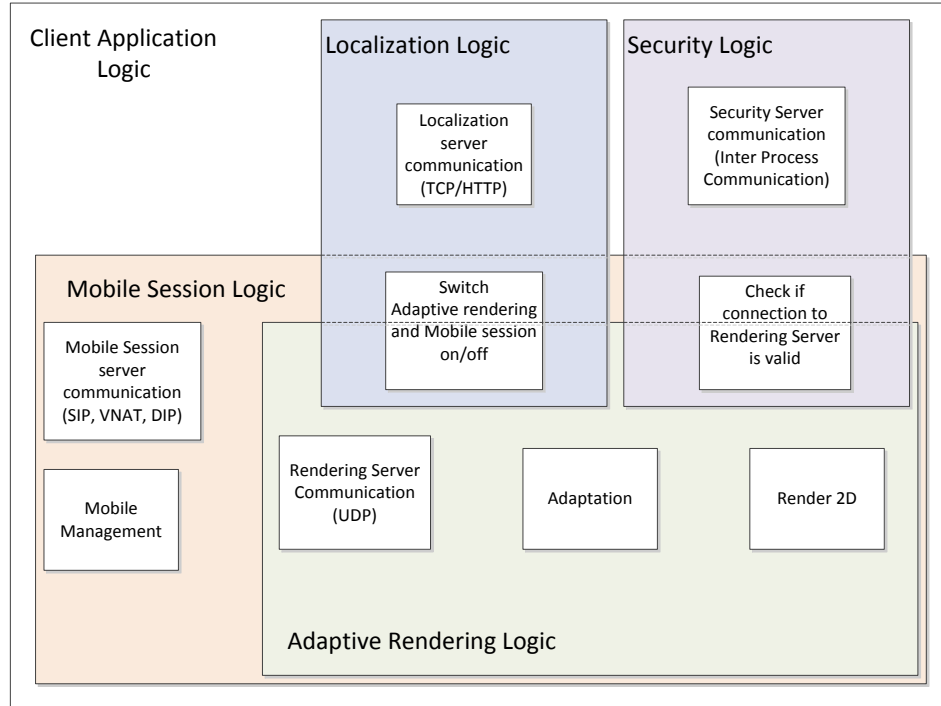 Client Application
Logic
Localization Logic
Security Logic
Localization
server
communication
(TCP/HTTP)
Security Server
communication
(Inter Process
Communication)
Mobile Session Logic
Switch
Adaptive rendering
and Mobile session
on/off
Check if
connection to
Rendering Server
is valid
Mobile Session
server
communication
(SIP, VNAT, DIP)
Mobile
Management
Rendering Server
Communication
(UDP)
Adaptation
Render 2D
Adaptive Rendering Logic